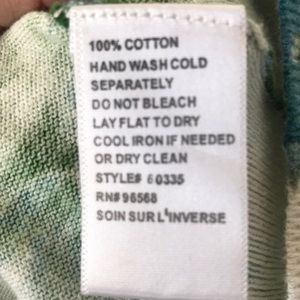 100% COTTON
HAND WASH COLD
SEPARATELY
DO NOT BLEACH
LAY FLAT TO DRY
COOL IRON IF NEEDED
OR DRY CLEAN
STYLE# 60335
RN# 96568
SOIN SUR L'INVERSE